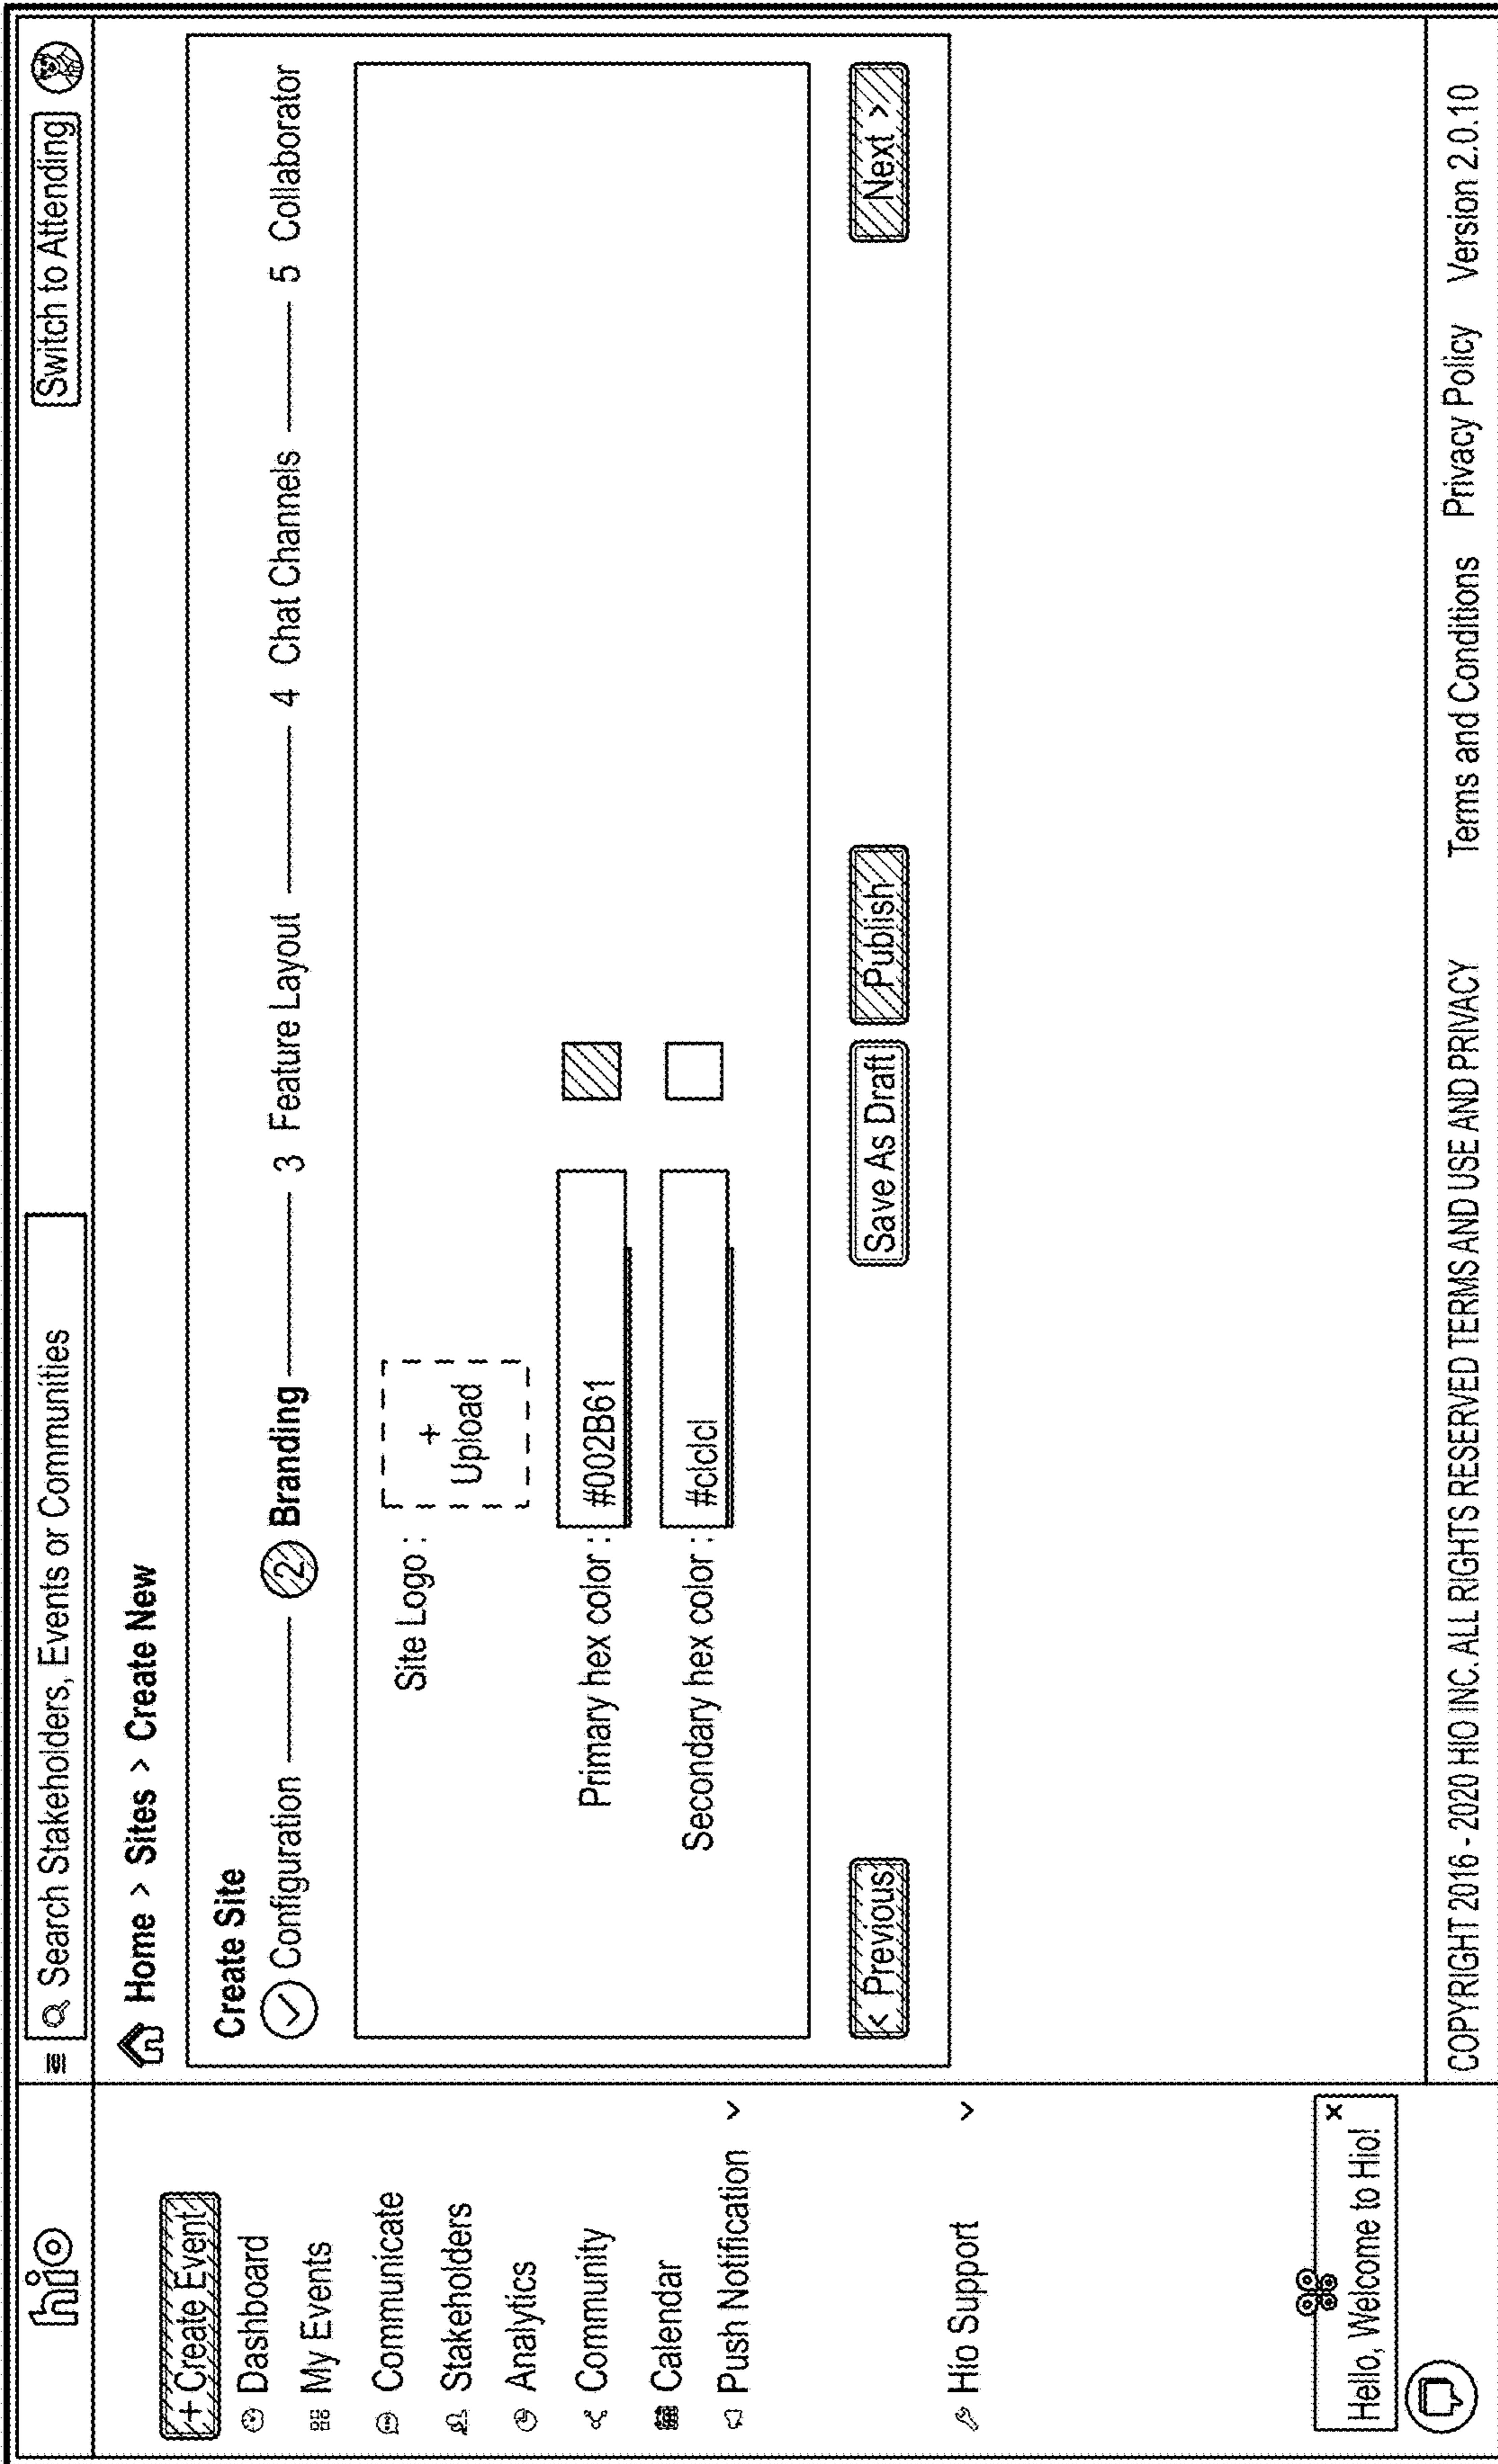 hio
Search Stakeholders, Events or Communities
Switch to Attending
+ Create Event
Dashboard
My Events
Communicate
Stakeholders
Analytics
Community
Calendar
Push Notification
Hio Support
Hello, Welcome to Hio!
x
Home > Sites > Create New
Create Site
Configuration
2 Branding
3 Feature Layout
4 Chat Channels
5 Collaborator
Site Logo :
+
Upload
Primary hex color : #002B61
Secondary hex color : #clclcl
< Previous
Save As Draft
Publish
Next >
COPYRIGHT 2016 - 2020 HIO INC. ALL RIGHTS RESERVED TERMS AND USE AND PRIVACY
Terms and Conditions
Privacy Policy
Version 2.0.10